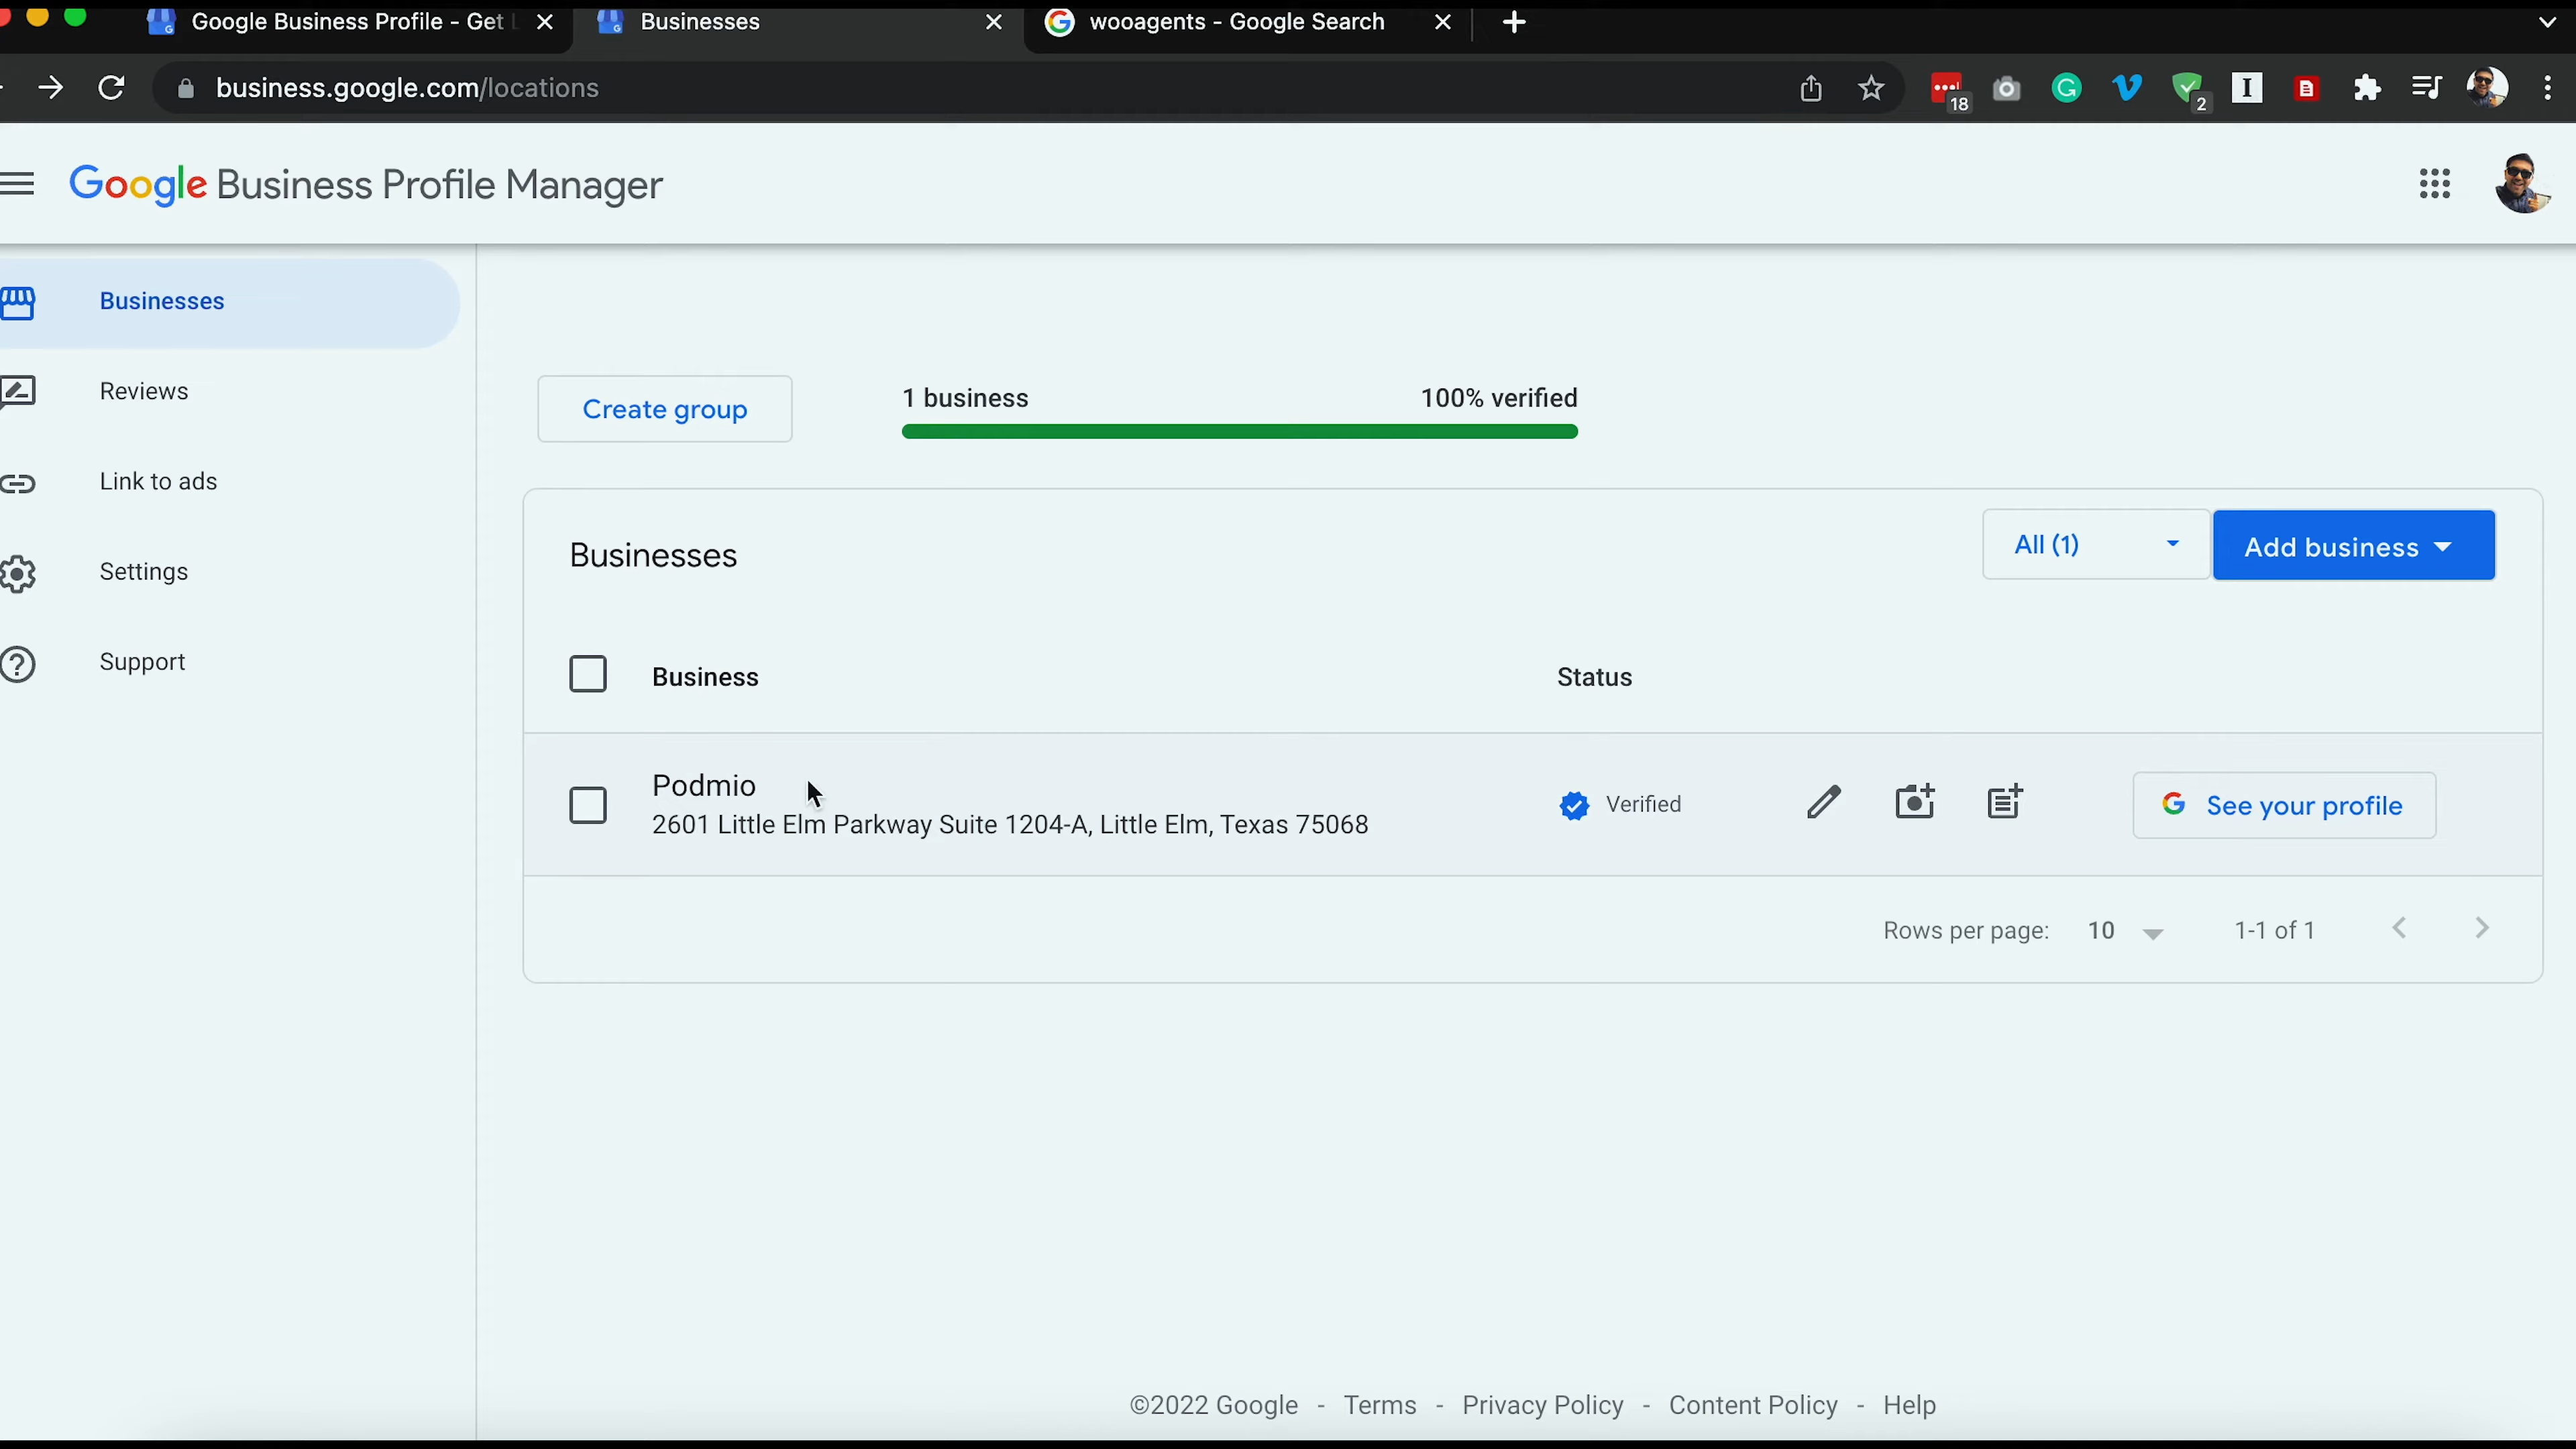 Google Business Profile - Get
Businesses
wooagents - Google Search
business.google.com/locations
18
2
Google Business Profile Manager
Businesses
Reviews
Link to ads
Settings
Support
Create group
1 business
100% verified
Businesses
All (1)
Add business
Business
Status
Podmio
2601 Little Elm Parkway Suite 1204-A, Little Elm, Texas 75068
Verified
See your profile
Rows per page:
10
1-1 of 1
©2022 Google - Terms - Privacy Policy - Content Policy - Help